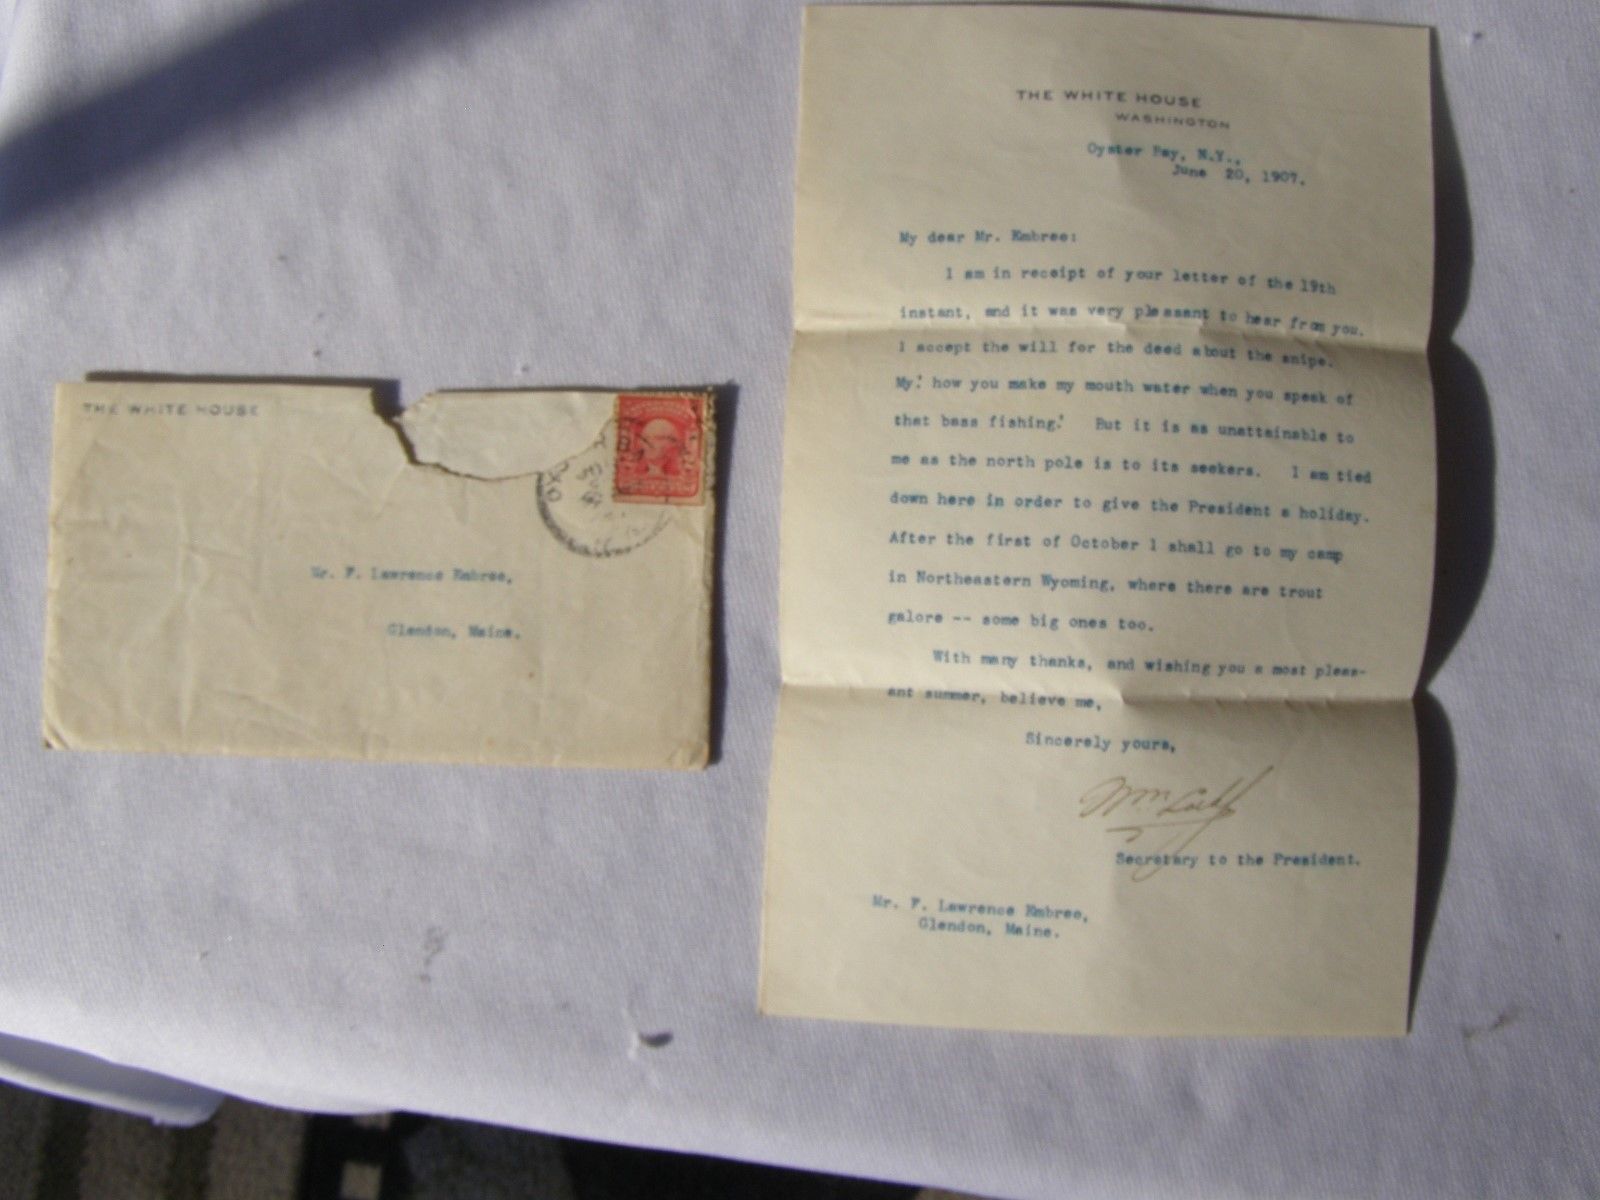 THE WHITE HOUSE
Mr. F. Lawrence Embree,
Glendon, Maine.
THE WHITE HOUSE
WASHINGTON
Oyster Bay, N.Y.,
June 20, 1907.
My dear Mr. Embree:
I am in receipt of your letter of the 19th
instant, and it was very pleasant to hear from you.
I accept the will for the deed about the snipe.
My! how you make my mouth water when you speak of
that bass fishing! But it is as unattainable to
me as the north pole is to its seekers. I am tied
down here in order to give the President a holiday.
After the first of October I shall go to my camp
in Northeastern Wyoming, where there are trout
galore -- some big ones too.
With many thanks, and wishing you a most pleas-
ant summer, believe me,
Sincerely yours,
Wm Loeb Jr
Secretary to the President.
Mr. F. Lawrence Embree,
Glendon, Maine.